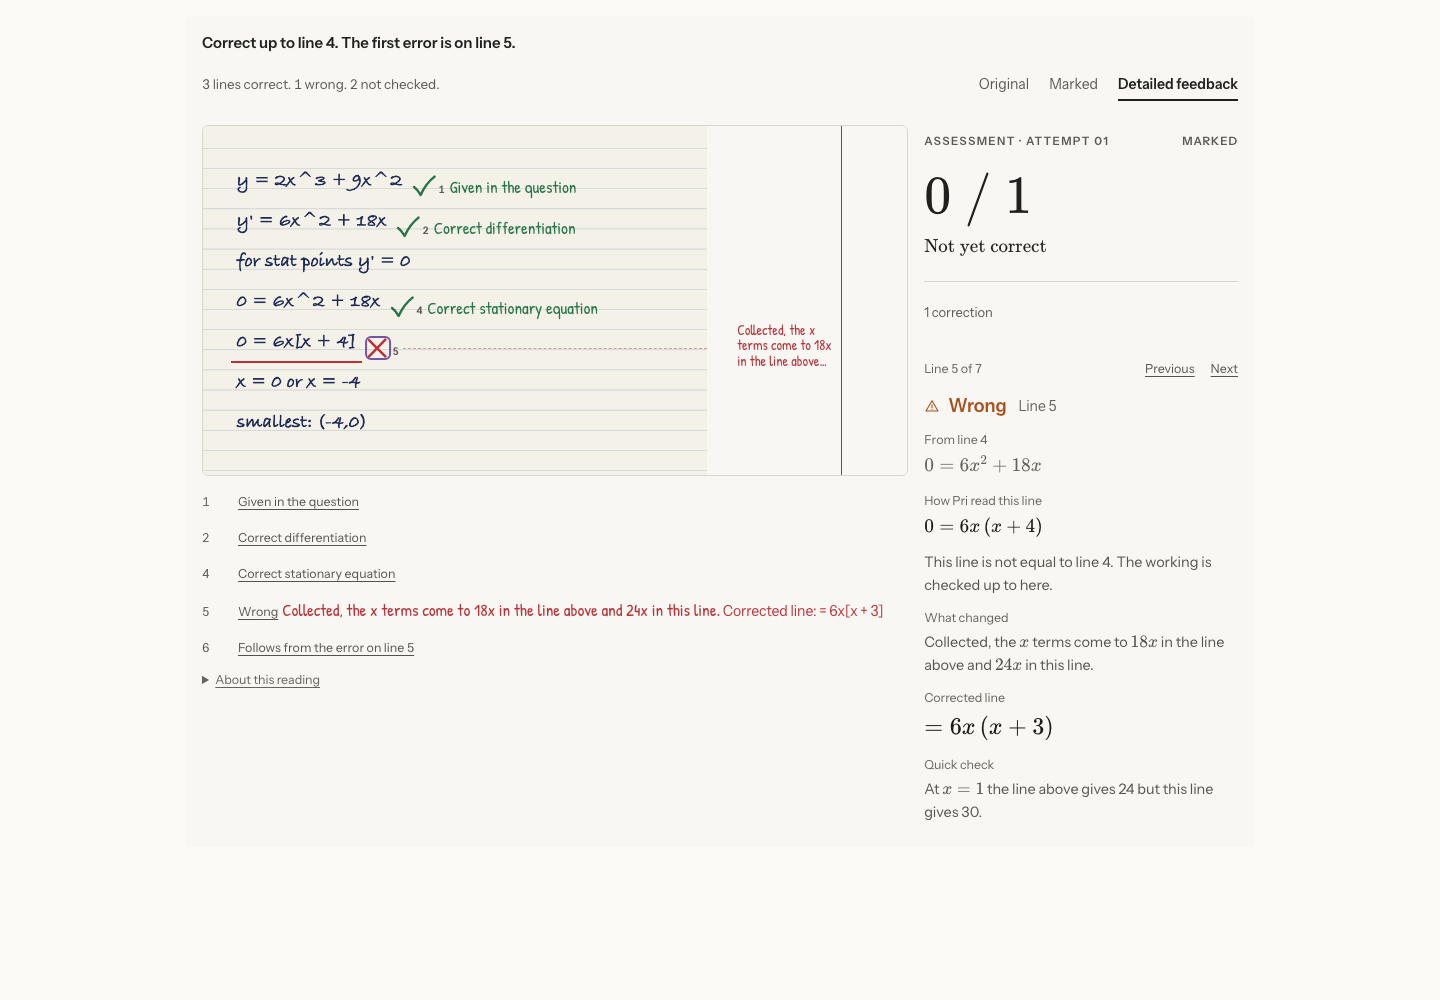 Correct up to line 4. The first error is on line 5.
3 lines correct. 1 wrong. 2 not checked.
Original Marked Detailed feedback
y = 2x^3 + 9x^2 1 Given in the question
y' = 6x^2 + 18x 2 Correct differentiation
for stat points y' = 0
0 = 6x^2 + 18x 4 Correct stationary equation
0 = 6x[x + 4] 5
Collected, the x
terms come to 18x
in the line above...
x = 0 or x = -4
smallest: (-4,0)
1 Given in the question
2 Correct differentiation
4 Correct stationary equation
5 Wrong Collected, the x terms come to 18x in the line above and 24x in this line. Corrected line: = 6x[x + 3]
6 Follows from the error on line 5
About this reading
ASSESSMENT · ATTEMPT 01 MARKED
0 / 1
Not yet correct
1 correction
Line 5 of 7 Previous Next
Wrong Line 5
From line 4
0 = 6x² + 18x
How Pri read this line
0 = 6x (x + 4)
This line is not equal to line 4. The working is
checked up to here.
What changed
Collected, the x terms come to 18x in the line
above and 24x in this line.
Corrected line
= 6x (x + 3)
Quick check
At x = 1 the line above gives 24 but this line
gives 30.